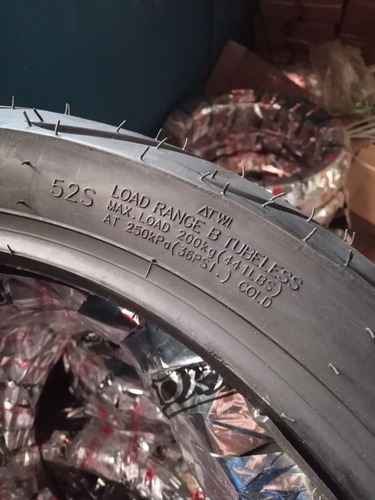 △TWI
52S LOAD RANGE B TUBELESS
MAX.LOAD 200kg(441LBS)
AT 250kPa(36PSI.) COLD